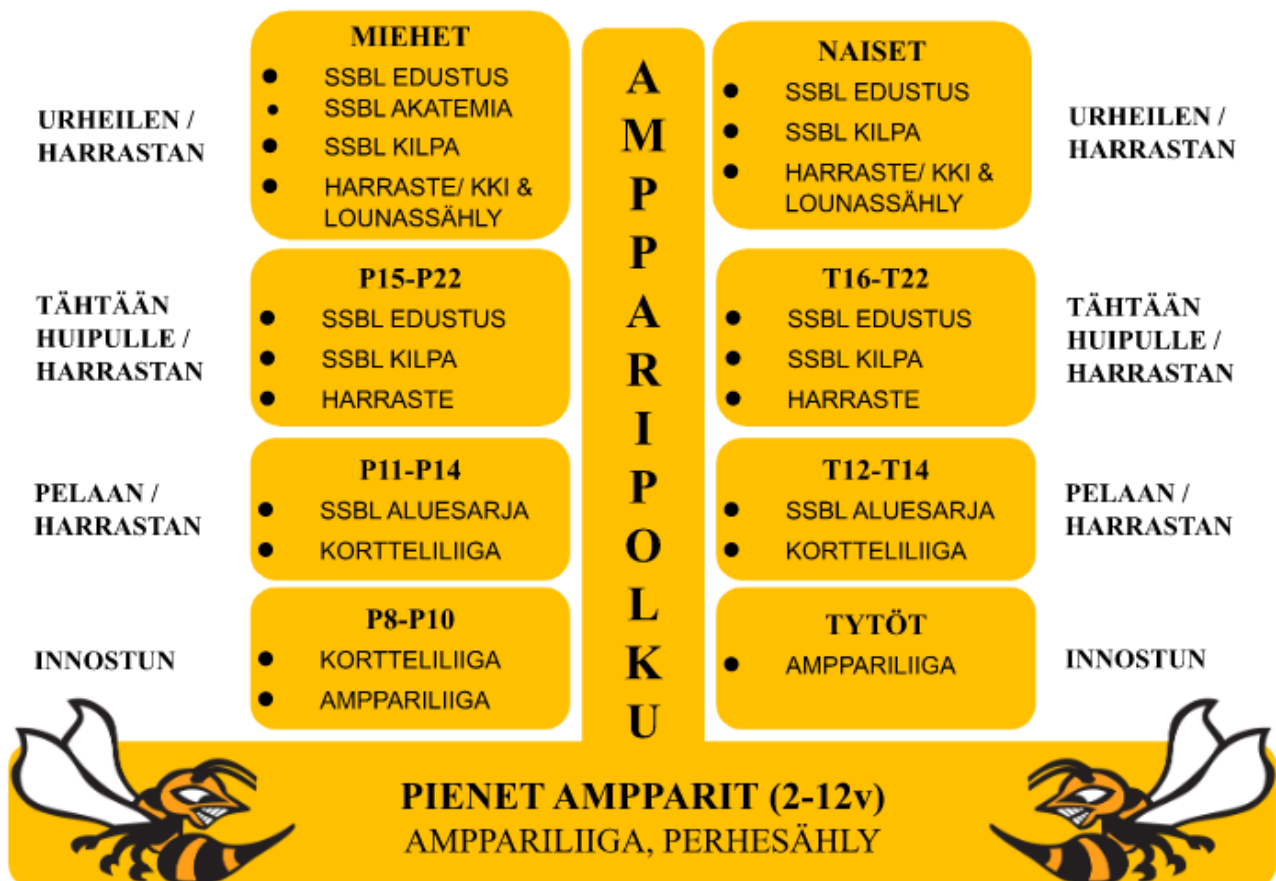 MIEHET
SSBL EDUSTUS
SSBL AKATEMIA
SSBL KILPA
HARRASTE/ KKI &
LOUNASSÄHLY
URHEILEN /
HARRASTAN
AMPPARIPOLKU
NAISET
SSBL EDUSTUS
SSBL KILPA
HARRASTE/ KKI &
LOUNASSÄHLY
URHEILEN /
HARRASTAN
TÄHTÄÄN
HUIPULLE /
HARRASTAN
P15-P22
SSBL EDUSTUS
SSBL KILPA
HARRASTE
T16-T22
SSBL EDUSTUS
SSBL KILPA
HARRASTE
TÄHTÄÄN
HUIPULLE /
HARRASTAN
PELAAN /
HARRASTAN
P11-P14
SSBL ALUESARJA
KORTTELILIIGA
T12-T14
SSBL ALUESARJA
KORTTELILIIGA
PELAAN /
HARRASTAN
INNOSTUN
P8-P10
KORTTELILIIGA
AMPPARILIIGA
TYTÖT
AMPPARILIIGA
INNOSTUN
PIENET AMPPARIT (2-12v)
AMPPARILIIGA, PERHESÄHLY